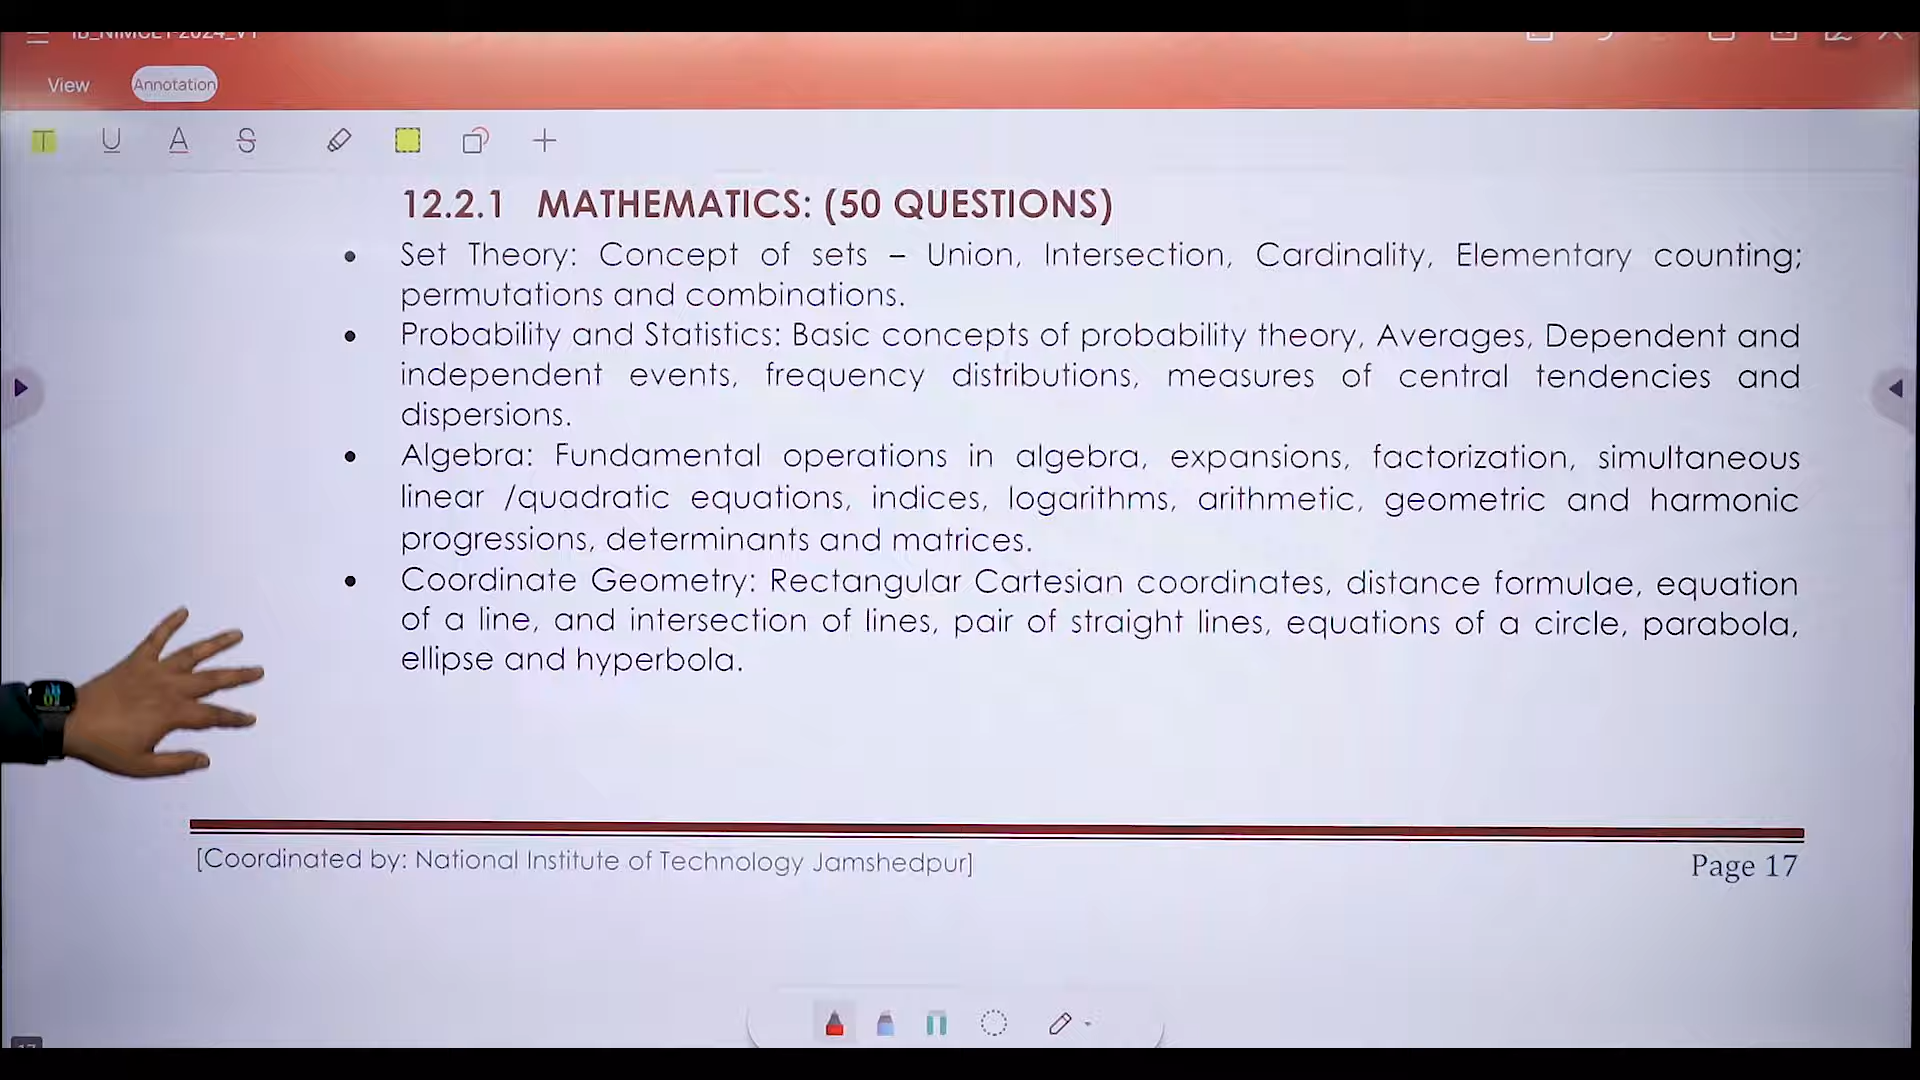 IB_NIMCET-2024_V1
View
Annotation
T U A S
12.2.1 MATHEMATICS: (50 QUESTIONS)
• Set Theory: Concept of sets – Union, Intersection, Cardinality, Elementary counting;
permutations and combinations.
• Probability and Statistics: Basic concepts of probability theory, Averages, Dependent and
independent events, frequency distributions, measures of central tendencies and
dispersions.
• Algebra: Fundamental operations in algebra, expansions, factorization, simultaneous
linear /quadratic equations, indices, logarithms, arithmetic, geometric and harmonic
progressions, determinants and matrices.
• Coordinate Geometry: Rectangular Cartesian coordinates, distance formulae, equation
of a line, and intersection of lines, pair of straight lines, equations of a circle, parabola,
ellipse and hyperbola.
[Coordinated by: National Institute of Technology Jamshedpur]
Page 17